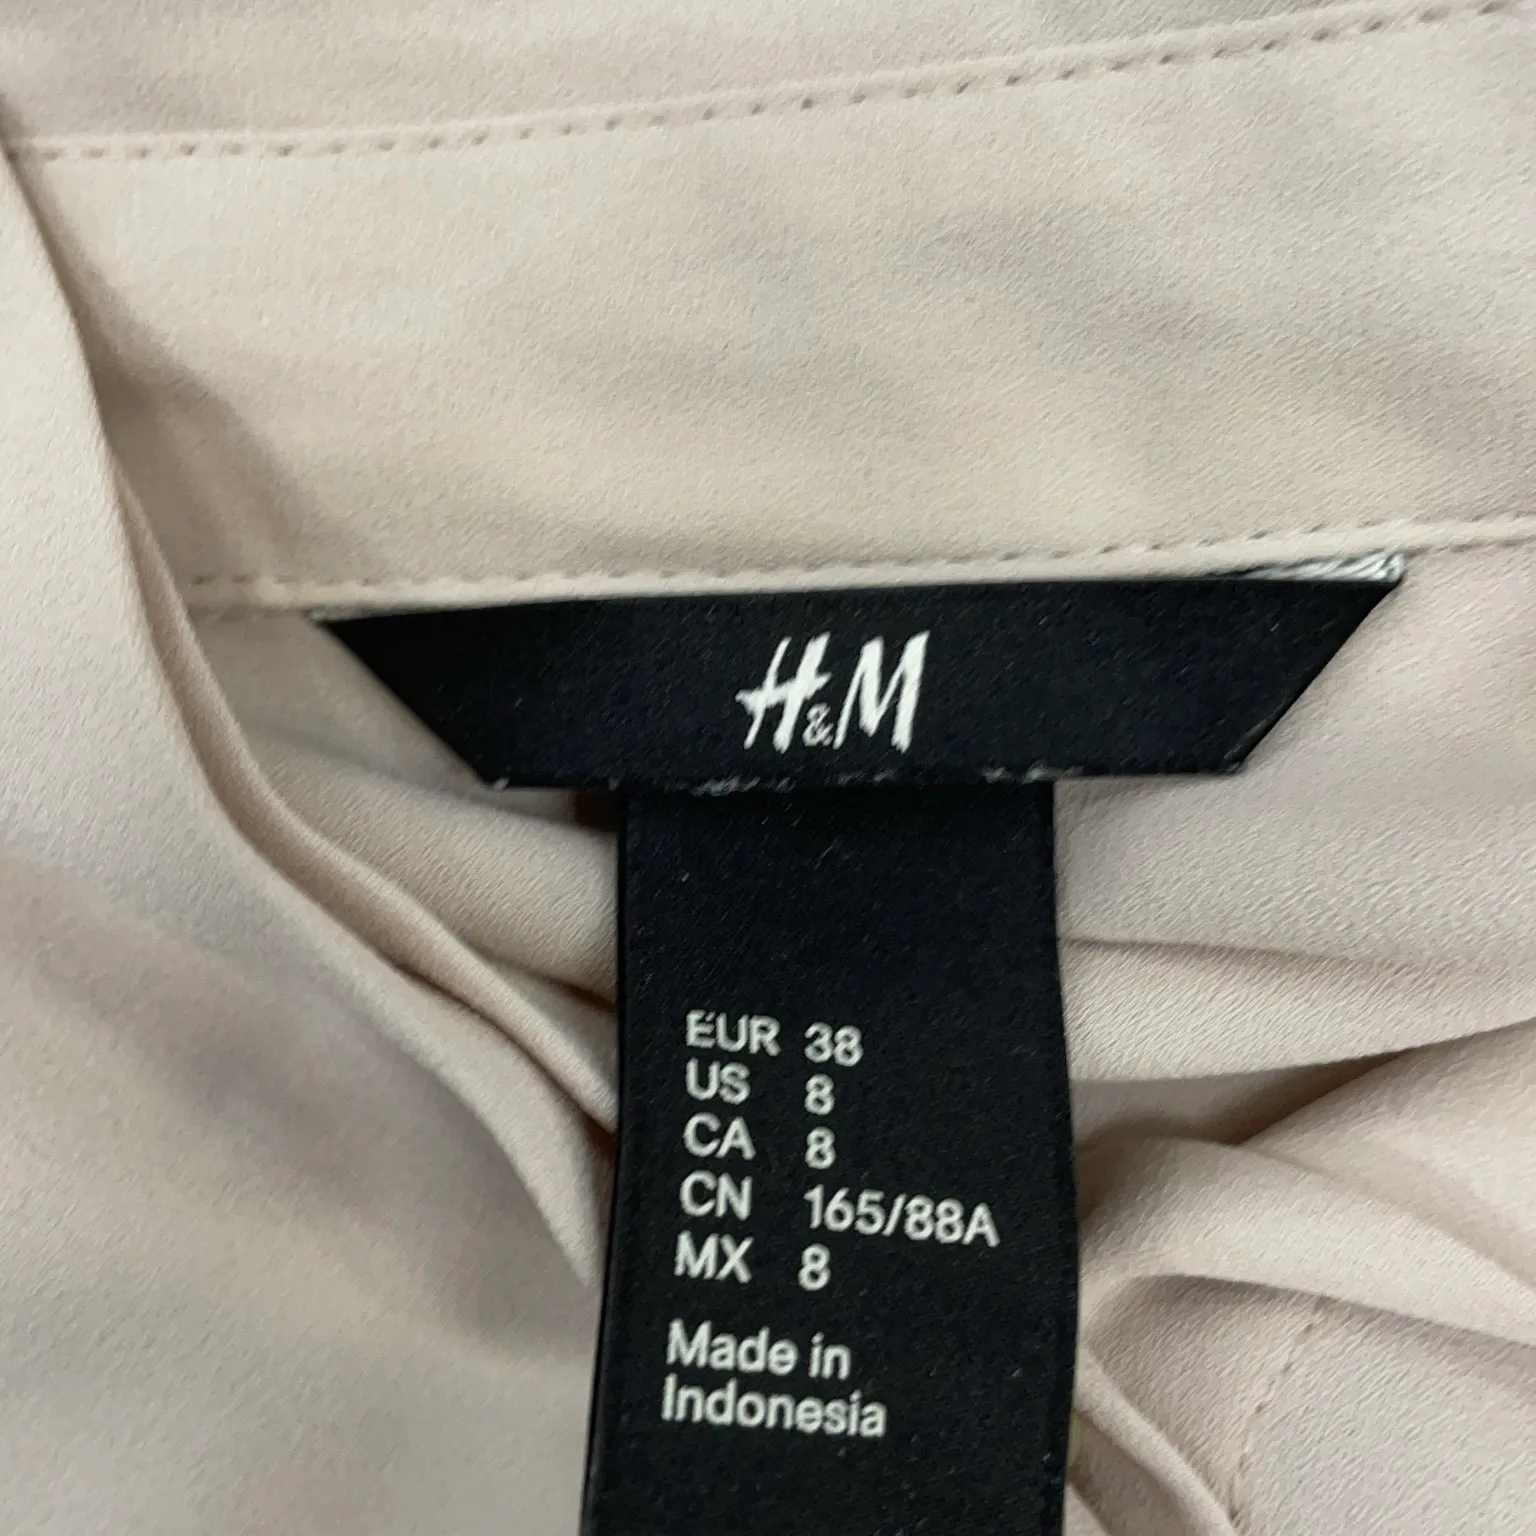 H&M
EUR 38
US 8
CA 8
CN 165/88A
MX 8
Made in
Indonesia